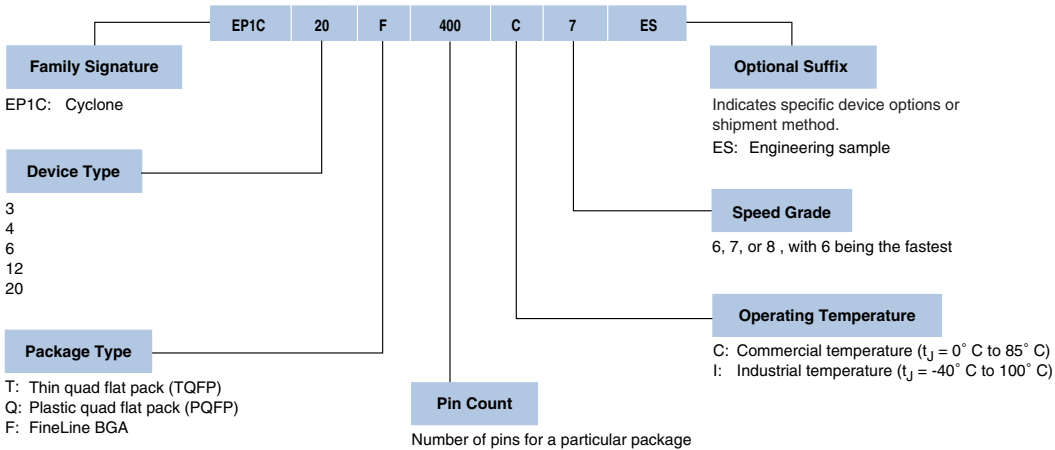 EP1C 20 F 400 C 7 ES
Family Signature
EP1C: Cyclone
Device Type
3
4
6
12
20
Package Type
T: Thin quad flat pack (TQFP)
Q: Plastic quad flat pack (PQFP)
F: FineLine BGA
Pin Count
Number of pins for a particular package
Optional Suffix
Indicates specific device options or
shipment method.
ES: Engineering sample
Speed Grade
6, 7, or 8 , with 6 being the fastest
Operating Temperature
C: Commercial temperature (tJ = 0˚ C to 85˚ C)
I: Industrial temperature (tJ = -40˚ C to 100˚ C)